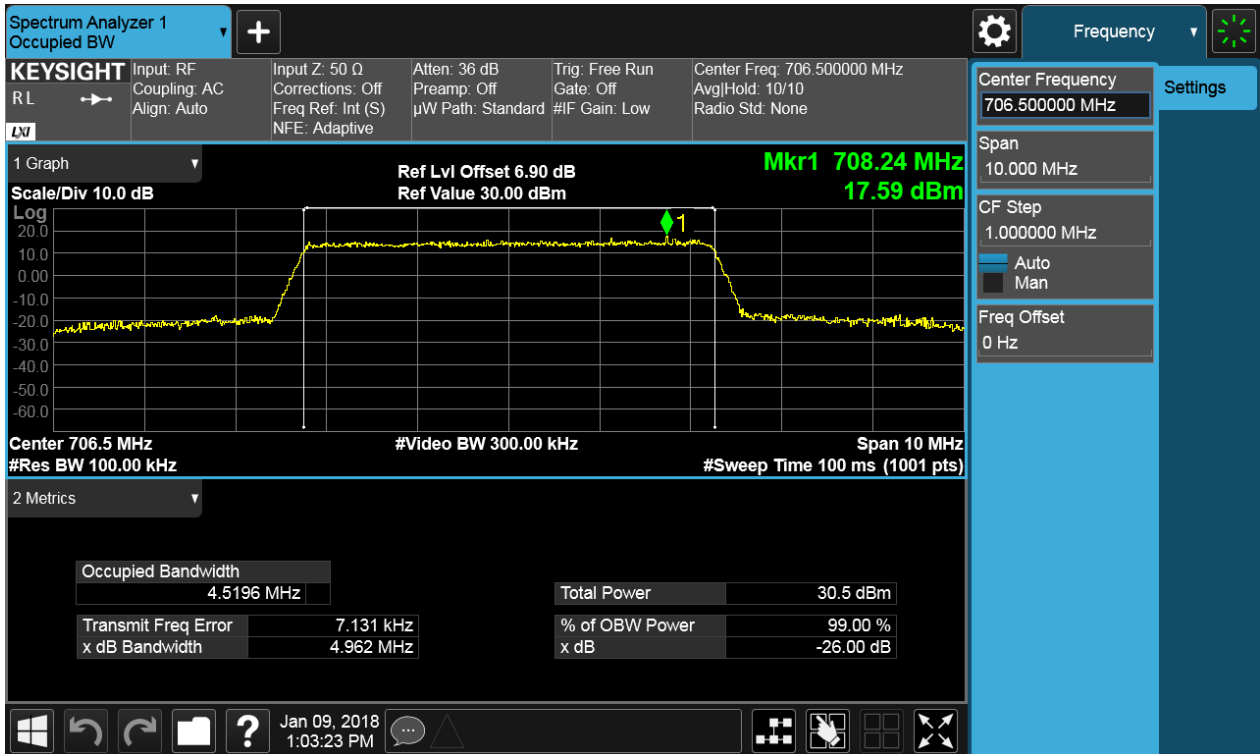 Spectrum Analyzer 1
Occupied BW
+
Frequency
KEYSIGHT
R L
LXI
Input: RF
Coupling: AC
Align: Auto
Input Z: 50 Ω
Corrections: Off
Freq Ref: Int (S)
NFE: Adaptive
Atten: 36 dB
Preamp: Off
µW Path: Standard
Trig: Free Run
Gate: Off
#IF Gain: Low
Center Freq: 706.500000 MHz
Avg|Hold: 10/10
Radio Std: None
1 Graph
Scale/Div 10.0 dB
Ref Lvl Offset 6.90 dB
Ref Value 30.00 dBm
Mkr1 708.24 MHz
17.59 dBm
Log
20.0
10.0
0.00
-10.0
-20.0
-30.0
-40.0
-50.0
-60.0
1
Center 706.5 MHz
#Video BW 300.00 kHz
Span 10 MHz
#Res BW 100.00 kHz
#Sweep Time 100 ms (1001 pts)
2 Metrics
Occupied Bandwidth
4.5196 MHz
Transmit Freq Error 7.131 kHz
x dB Bandwidth 4.962 MHz
Total Power 30.5 dBm
% of OBW Power 99.00 %
x dB -26.00 dB
Center Frequency
706.500000 MHz
Span
10.000 MHz
CF Step
1.000000 MHz
Auto
Man
Freq Offset
0 Hz
Settings
?
Jan 09, 2018
1:03:23 PM